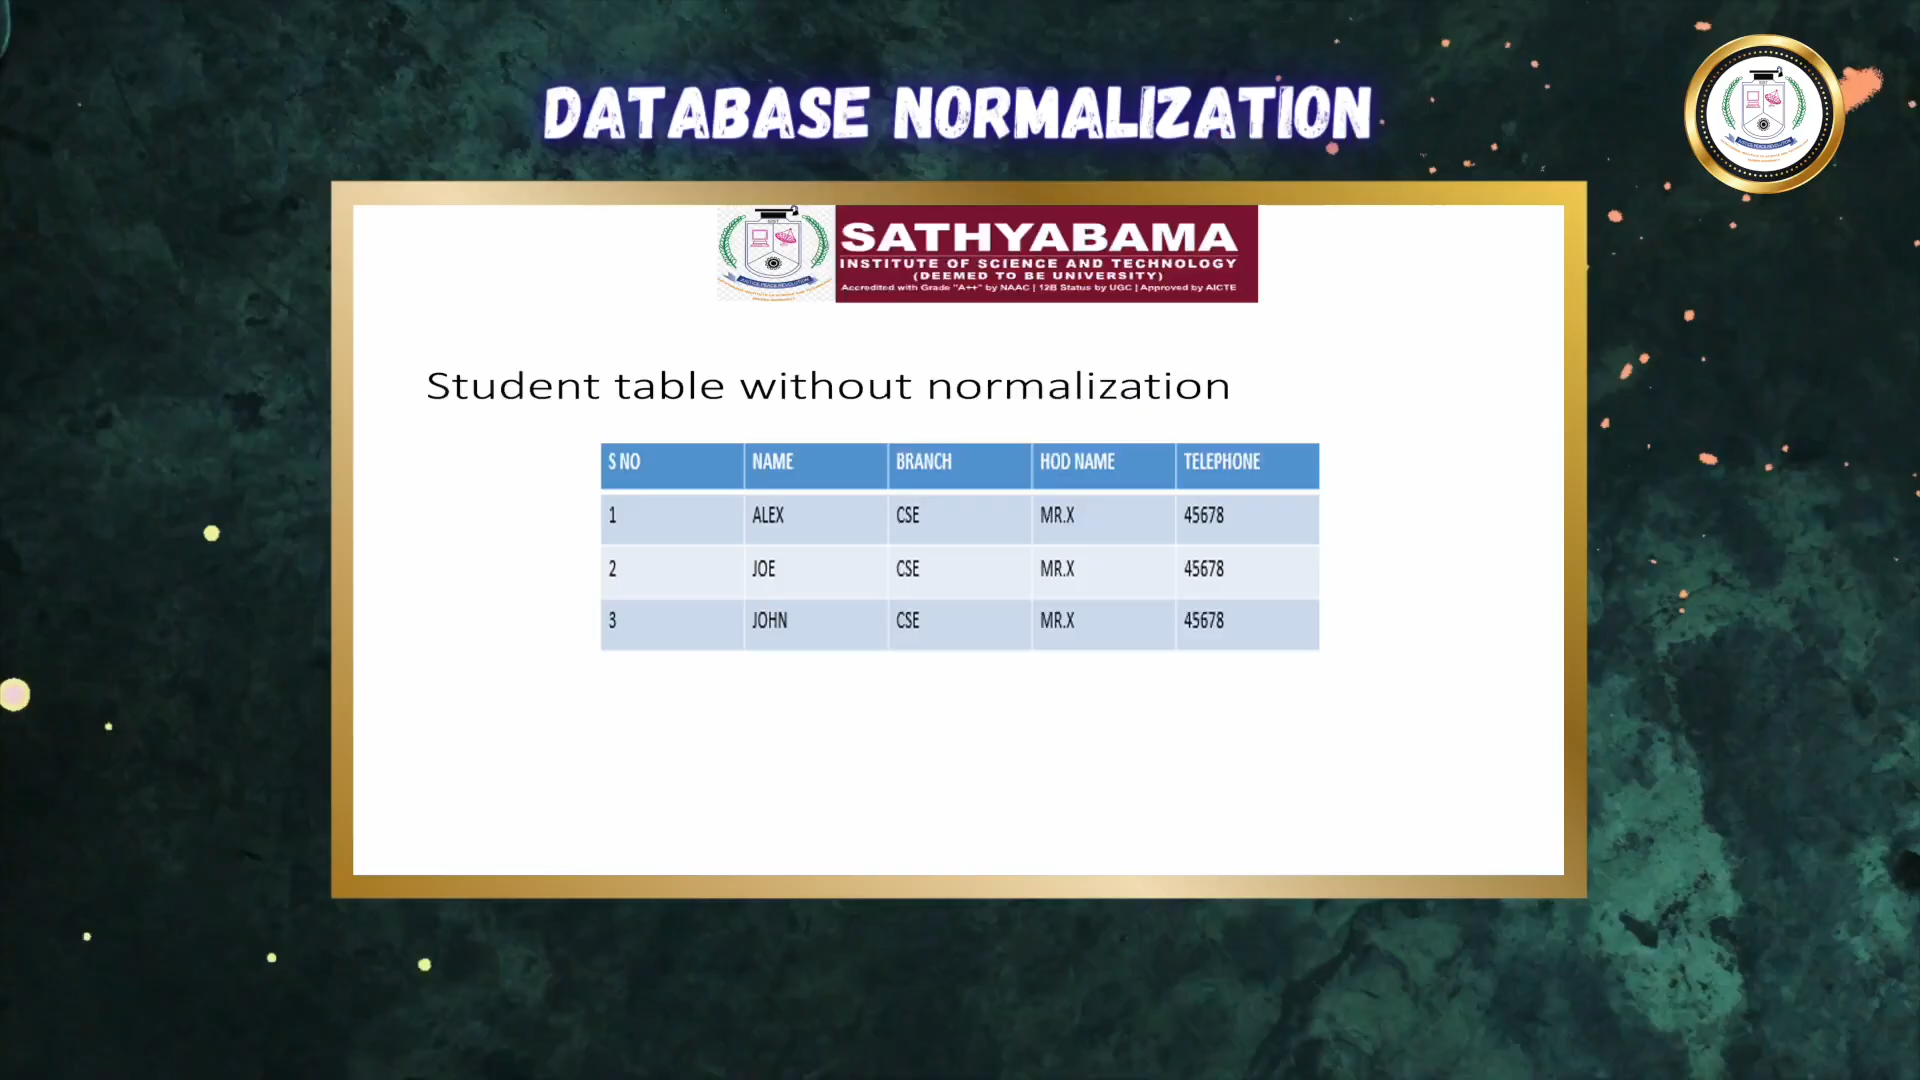 DATABASE NORMALIZATION
SATHYABAMA
INSTITUTE OF SCIENCE AND TECHNOLOGY
(DEEMED TO BE UNIVERSITY)
Accredited with Grade "A++" by NAAC | 12B Status by UGC | Approved by AICTE
Student table without normalization
S NO NAME BRANCH HOD NAME TELEPHONE
1 ALEX CSE MR.X 45678
2 JOE CSE MR.X 45678
3 JOHN CSE MR.X 45678